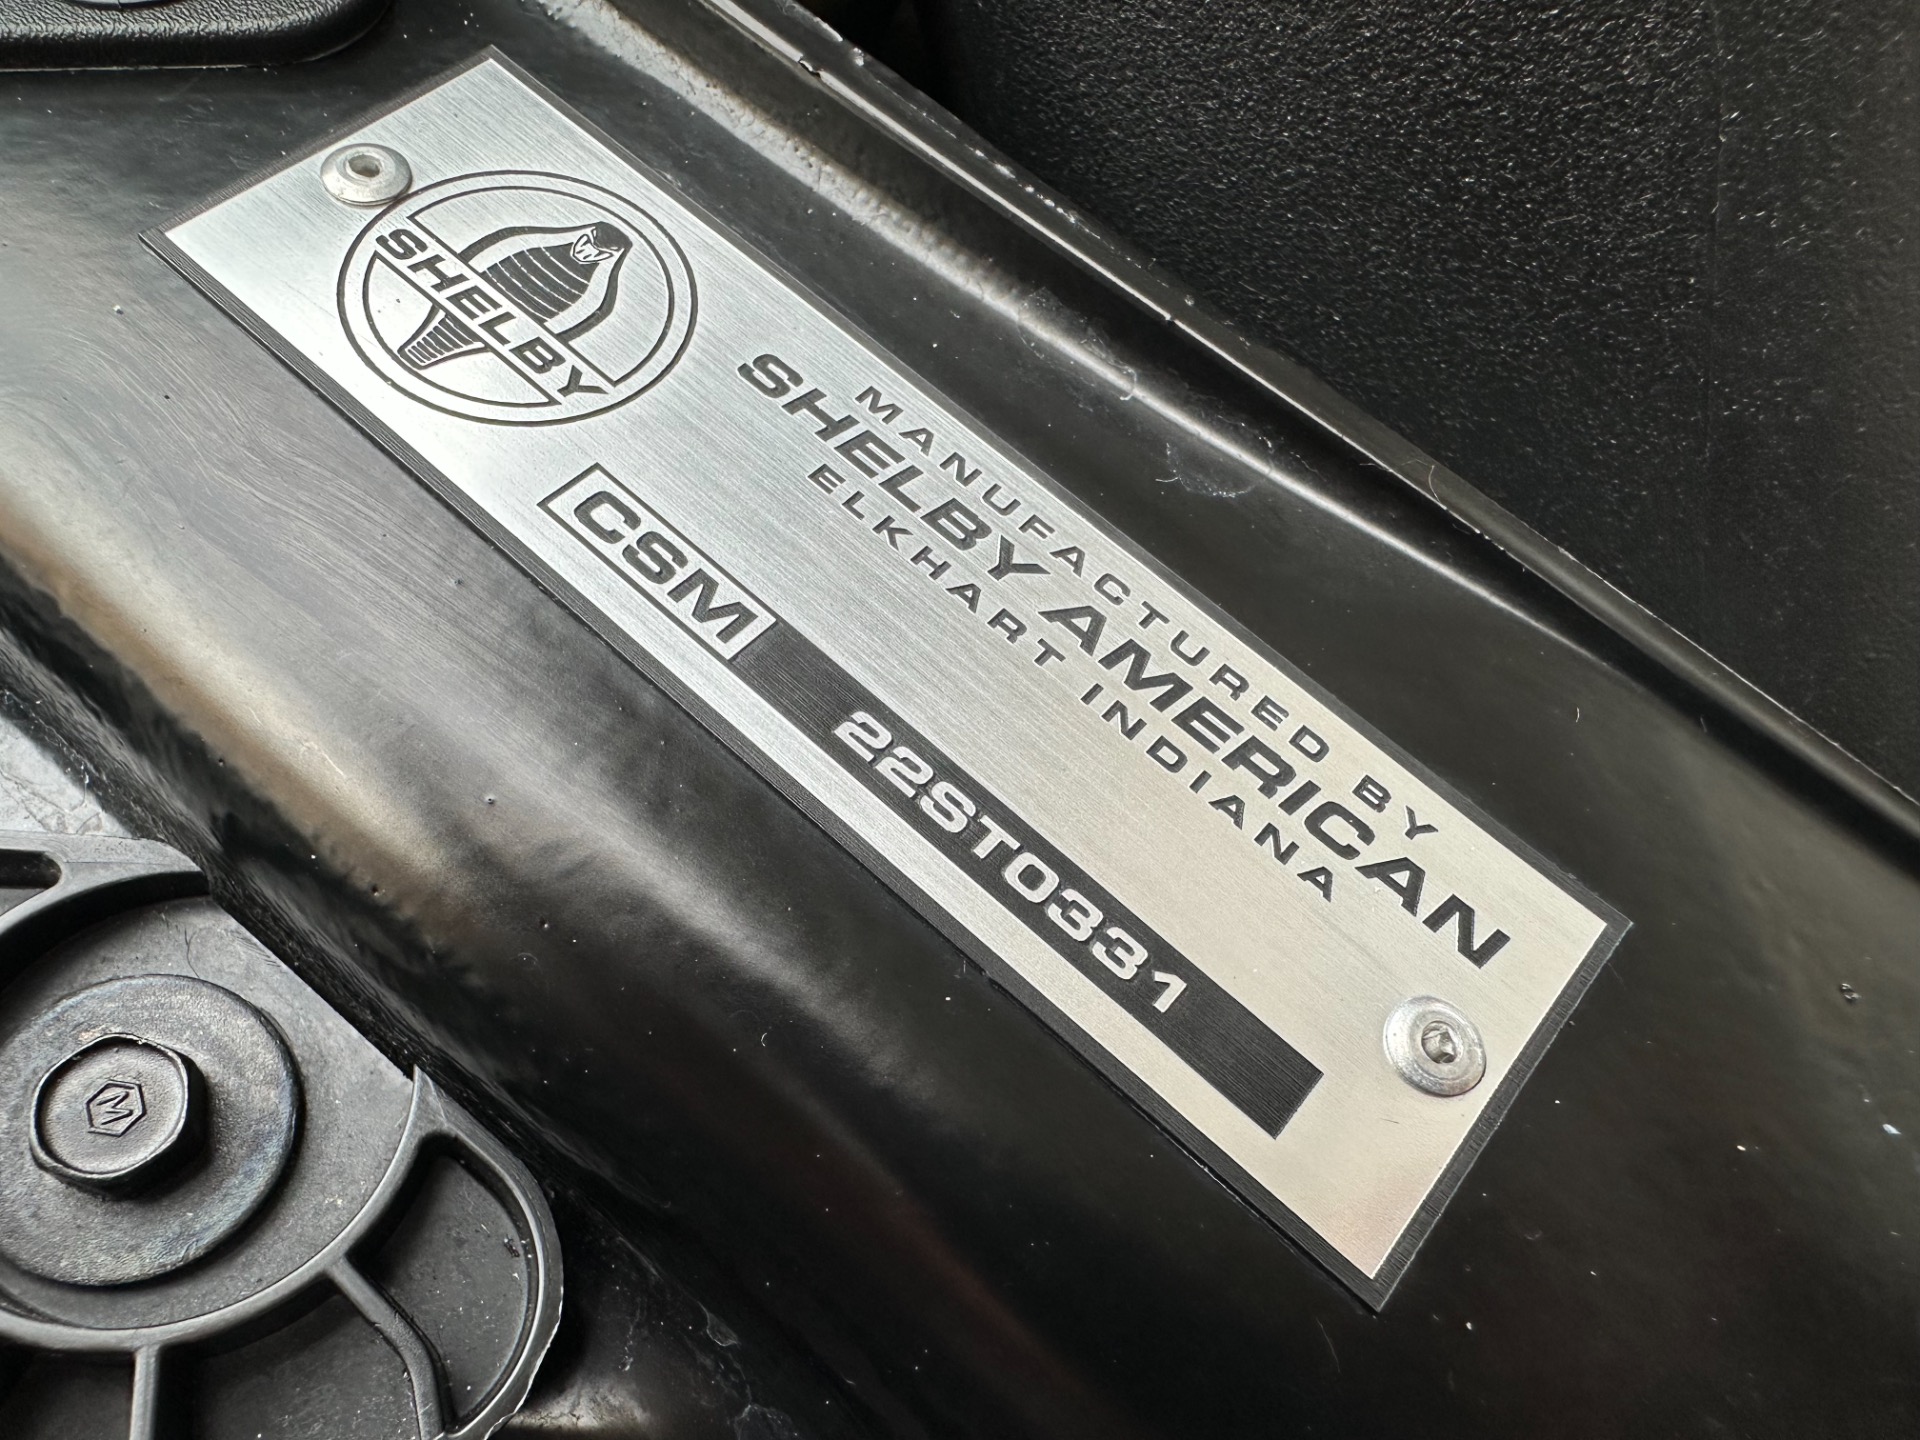 SHELBY
MANUFACTURED BY
SHELBY AMERICAN
ELKHART INDIANA
CSM 22ST0331
M